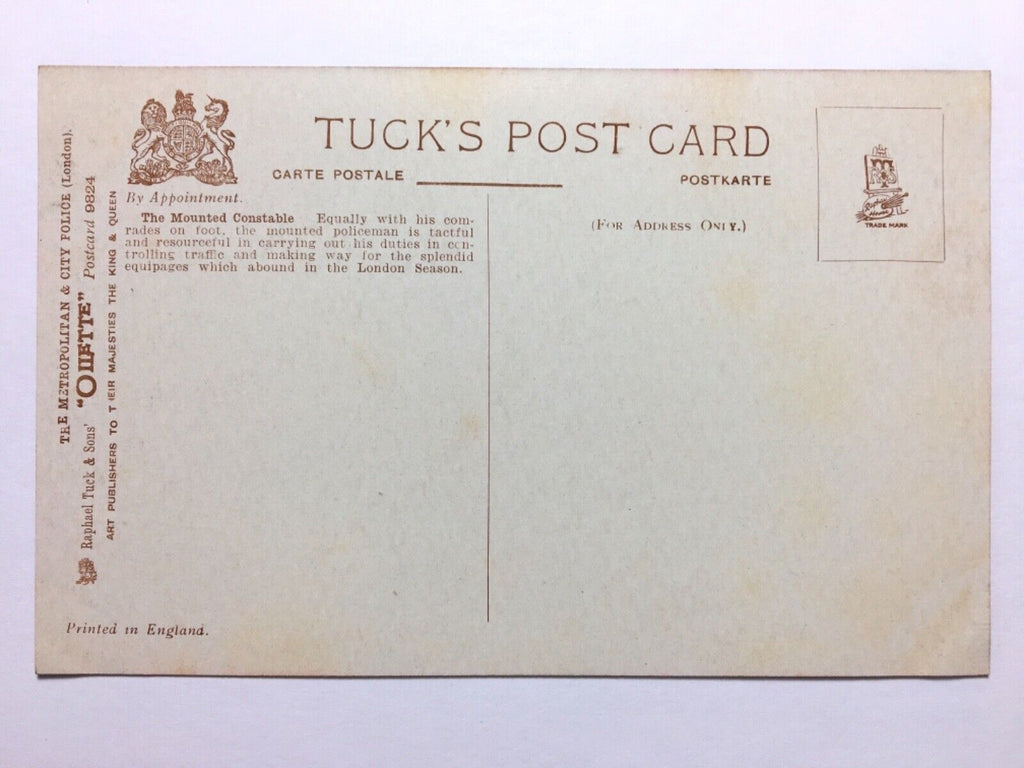 TUCK'S POST CARD
CARTE POSTALE
POSTKARTE
By Appointment.
(FOR ADDRESS ONLY.)
TRADE MARK
The Mounted Constable Equally with his com-
rades on foot, the mounted policeman is tactful
and resourceful in carrying out his duties in con-
trolling traffic and making way for the splendid
equipages which abound in the London Season.
THE METROPOLITAN & CITY POLICE (London).
Raphael Tuck & Sons' "OILETTE" Postcard 9824
ART PUBLISHERS TO THEIR MAJESTIES THE KING & QUEEN
Printed in England.